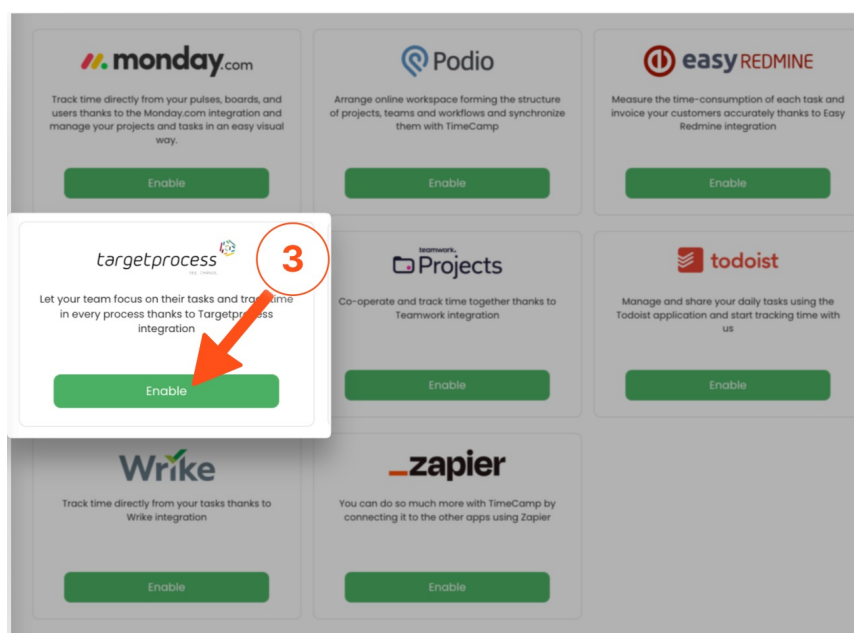 monday.com
Track time directly from your pulses, boards, and
users thanks to the Monday.com integration and
manage your projects and tasks in an easy visual
way.
Enable
Podio
Arrange online workspace forming the structure
of projects, teams and workflows and synchronize
them with TimeCamp
Enable
easy REDMINE
Measure the time-consumption of each task and
invoice your customers accurately thanks to Easy
Redmine integration
Enable
targetprocess
3
Let your team focus on their tasks and track time
in every process thanks to Targetprocess
integration
Enable
teamwork.
Projects
Co-operate and track time together thanks to
Teamwork integration
Enable
todoist
Manage and share your daily tasks using the
Todoist application and start tracking time with
us
Enable
Wrike
Track time directly from your tasks thanks to
Wrike integration
Enable
_zapier
You can do so much more with TimeCamp by
connecting it to the other apps using Zapier
Enable